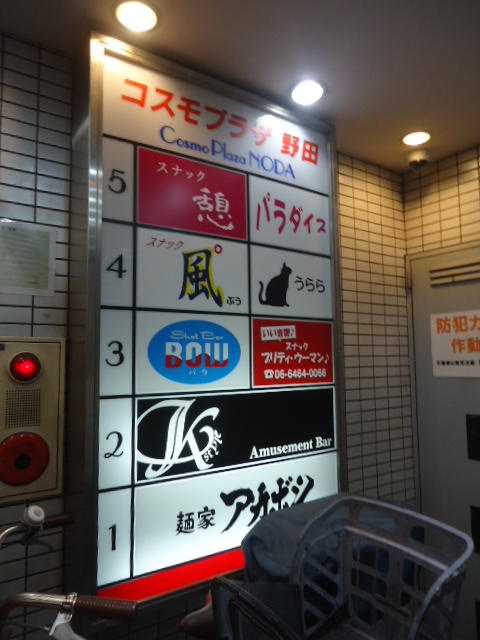 コスモプラザ 野田
Cosmo Plaza NODA
5
スナック
憩
パラダイス
4
スナック
風°
ぷう
うらら
3
Shot Bar
BOW
バウ
いい音響♪
スナック
プリティ・ウーマン♪
☎06-6464-0066
2
K
style
Amusement Bar
1
麺家 アカボシ
防犯カ
作動